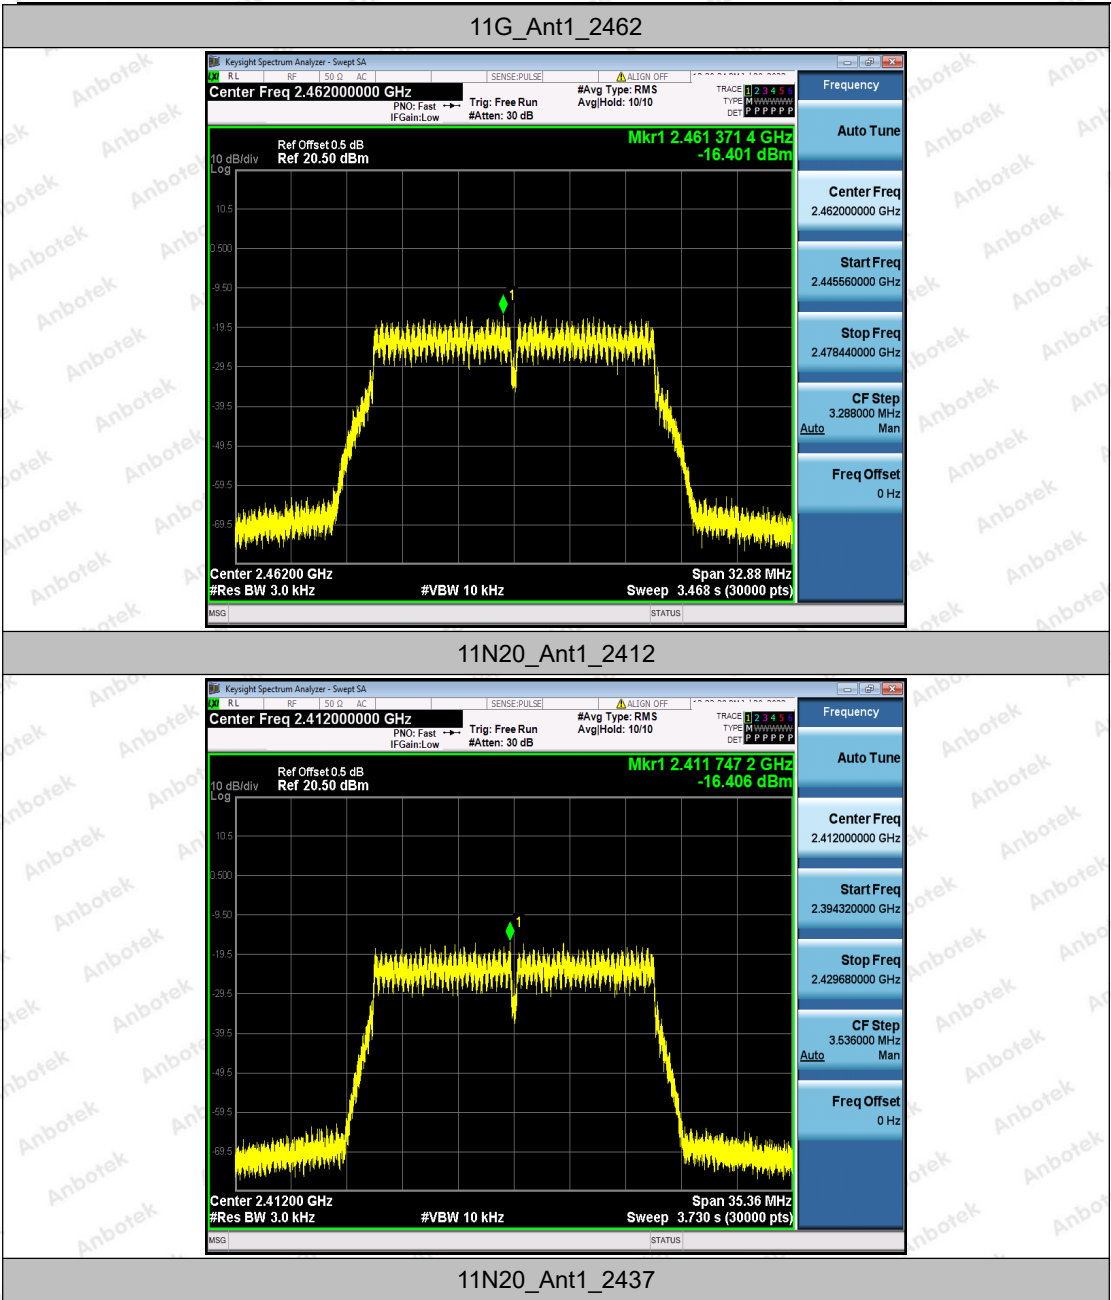 11G_Ant1_2462
Keysight Spectrum Analyzer - Swept SA
RL RF 50 Ω AC SENSE:PULSE ALIGN OFF
Center Freq 2.462000000 GHz
PNO: Fast
IFGain:Low
Trig: Free Run
#Atten: 30 dB
#Avg Type: RMS
Avg|Hold: 10/10
TRACE 1 2 3 4 5 6
TYPE M WWWWW
DET P P P P P P
Ref Offset 0.5 dB
Ref 20.50 dBm
10 dB/div
Log
Mkr1 2.461 371 4 GHz
-16.401 dBm
10.5
0.500
-9.50
-19.5
-29.5
-39.5
-49.5
-59.5
-69.5
1
Center 2.46200 GHz
Span 32.88 MHz
#Res BW 3.0 kHz
#VBW 10 kHz
Sweep 3.468 s (30000 pts)
MSG
STATUS
Frequency
Auto Tune
Center Freq
2.462000000 GHz
Start Freq
2.445560000 GHz
Stop Freq
2.478440000 GHz
CF Step
3.288000 MHz
Auto Man
Freq Offset
0 Hz
11N20_Ant1_2412
Keysight Spectrum Analyzer - Swept SA
RL RF 50 Ω AC SENSE:PULSE ALIGN OFF
Center Freq 2.412000000 GHz
PNO: Fast
IFGain:Low
Trig: Free Run
#Atten: 30 dB
#Avg Type: RMS
Avg|Hold: 10/10
TRACE 1 2 3 4 5 6
TYPE M WWWWW
DET P P P P P P
Ref Offset 0.5 dB
Ref 20.50 dBm
10 dB/div
Log
Mkr1 2.411 747 2 GHz
-16.406 dBm
10.5
0.500
-9.50
-19.5
-29.5
-39.5
-49.5
-59.5
-69.5
1
Center 2.41200 GHz
Span 35.36 MHz
#Res BW 3.0 kHz
#VBW 10 kHz
Sweep 3.730 s (30000 pts)
MSG
STATUS
Frequency
Auto Tune
Center Freq
2.412000000 GHz
Start Freq
2.394320000 GHz
Stop Freq
2.429680000 GHz
CF Step
3.536000 MHz
Auto Man
Freq Offset
0 Hz
11N20_Ant1_2437
Anbotek